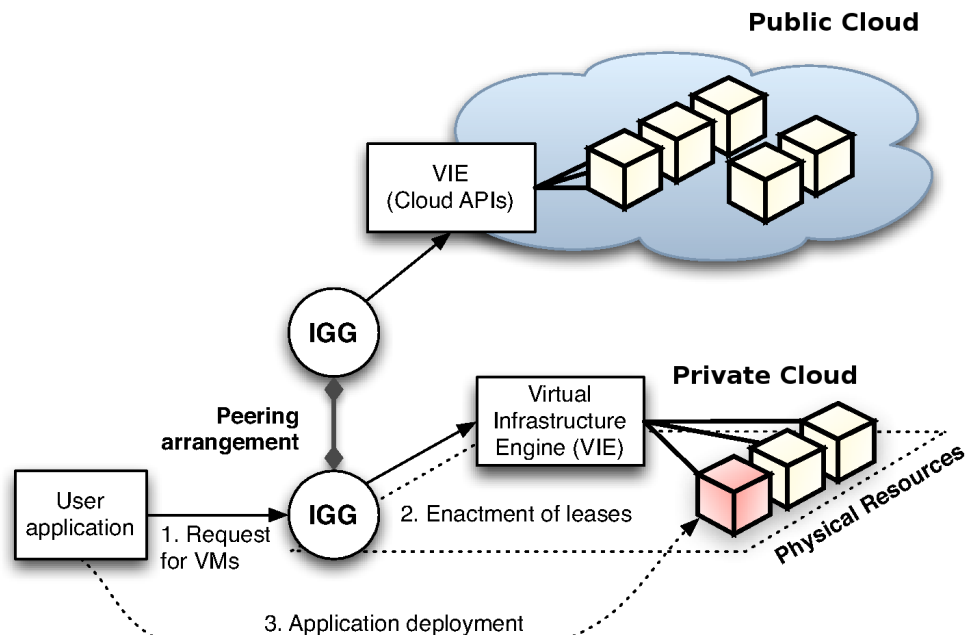 Public Cloud
VIE
(Cloud APIs)
IGG
Peering
arrangement
Private Cloud
Virtual
Infrastructure
Engine (VIE)
User
application
1. Request
for VMs
IGG
2. Enactment of leases
Physical Resources
3. Application deployment